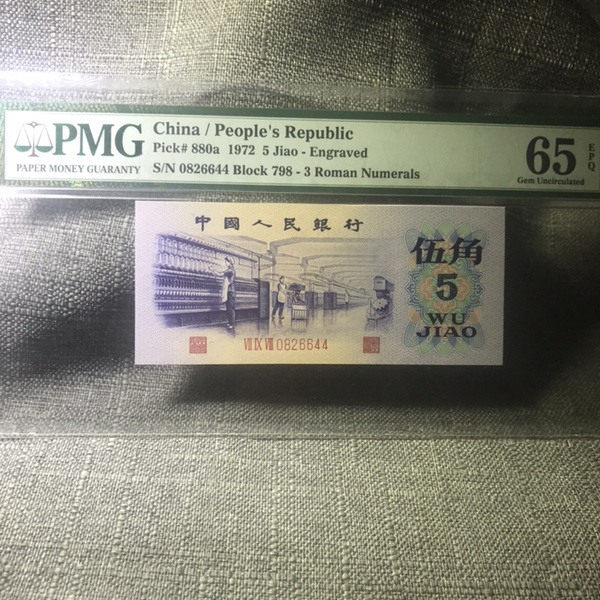 PMG
PAPER MONEY GUARANTY
China / People's Republic
Pick# 880a 1972 5 Jiao - Engraved
S/N 0826644 Block 798 - 3 Roman Numerals
65
EPQ
Gem Uncirculated
中國人民銀行
伍角
5
WU
JIAO
VII IX VIII 0826644